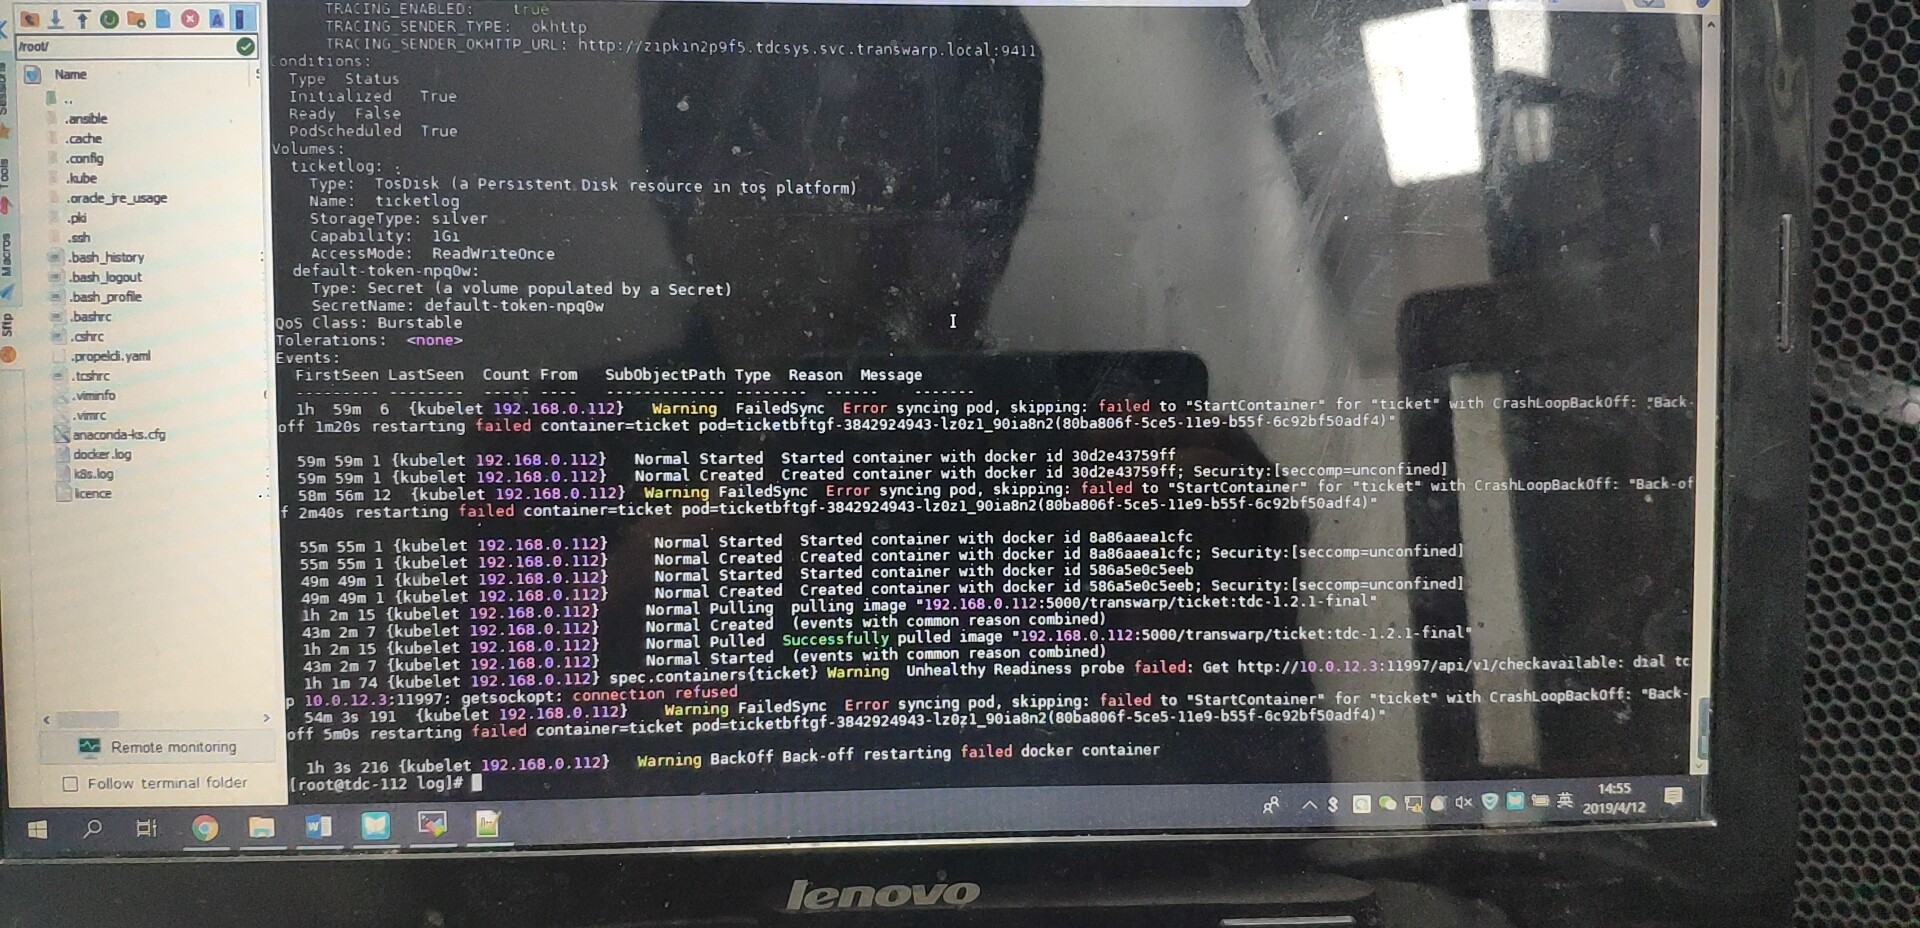 /root/
Name
..
.ansible
.cache
.config
.kube
.oracle_jre_usage
.pki
.ssh
.bash_history
.bash_logout
.bash_profile
.bashrc
.cshrc
.propeldi.yaml
.tcshrc
.viminfo
.vimrc
anaconda-ks.cfg
docker.log
k8s.log
licence
Tools
Macros
Sftp
Remote monitoring
Follow terminal folder
TRACING_ENABLED: true
TRACING_SENDER_TYPE: okhttp
TRACING_SENDER_OKHTTP_URL: http://zipkin2p9f5.tdcsys.svc.transwarp.local:9411
Conditions:
Type Status
Initialized True
Ready False
PodScheduled True
Volumes:
ticketlog:
Type: TosDisk (a Persistent Disk resource in tos platform)
Name: ticketlog
StorageType: silver
Capability: 1Gi
AccessMode: ReadWriteOnce
default-token-npq0w:
Type: Secret (a volume populated by a Secret)
SecretName: default-token-npq0w
QoS Class: Burstable
Tolerations: <none>
Events:
FirstSeen LastSeen Count From SubObjectPath Type Reason Message
--------- -------- ----- ---- ------------- -------- ------ -------
1h 59m 6 {kubelet 192.168.0.112} Warning FailedSync Error syncing pod, skipping: failed to "StartContainer" for "ticket" with CrashLoopBackOff: "Back-
off 1m20s restarting failed container=ticket pod=ticketbftgf-3842924943-lz0z1_90ia8n2(80ba806f-5ce5-11e9-b55f-6c92bf50adf4)"
59m 59m 1 {kubelet 192.168.0.112} Normal Started Started container with docker id 30d2e43759ff
59m 59m 1 {kubelet 192.168.0.112} Normal Created Created container with docker id 30d2e43759ff; Security:[seccomp=unconfined]
58m 56m 12 {kubelet 192.168.0.112} Warning FailedSync Error syncing pod, skipping: failed to "StartContainer" for "ticket" with CrashLoopBackOff: "Back-of
f 2m40s restarting failed container=ticket pod=ticketbftgf-3842924943-lz0z1_90ia8n2(80ba806f-5ce5-11e9-b55f-6c92bf50adf4)"
55m 55m 1 {kubelet 192.168.0.112} Normal Started Started container with docker id 8a86aaea1cfc
55m 55m 1 {kubelet 192.168.0.112} Normal Created Created container with docker id 8a86aaea1cfc; Security:[seccomp=unconfined]
49m 49m 1 {kubelet 192.168.0.112} Normal Started Started container with docker id 586a5e0c5eeb
49m 49m 1 {kubelet 192.168.0.112} Normal Created Created container with docker id 586a5e0c5eeb; Security:[seccomp=unconfined]
1h 2m 15 {kubelet 192.168.0.112} Normal Pulling pulling image "192.168.0.112:5000/transwarp/ticket:tdc-1.2.1-final"
43m 2m 7 {kubelet 192.168.0.112} Normal Created (events with common reason combined)
1h 2m 15 {kubelet 192.168.0.112} Normal Pulled Successfully pulled image "192.168.0.112:5000/transwarp/ticket:tdc-1.2.1-final"
43m 2m 7 {kubelet 192.168.0.112} Normal Started (events with common reason combined)
1h 1m 74 {kubelet 192.168.0.112} spec.containers{ticket} Warning Unhealthy Readiness probe failed: Get http://10.0.12.3:11997/api/v1/checkavailable: dial tc
p 10.0.12.3:11997: getsockopt: connection refused
54m 3s 191 {kubelet 192.168.0.112} Warning FailedSync Error syncing pod, skipping: failed to "StartContainer" for "ticket" with CrashLoopBackOff: "Back-
off 5m0s restarting failed container=ticket pod=ticketbftgf-3842924943-lz0z1_90ia8n2(80ba806f-5ce5-11e9-b55f-6c92bf50adf4)"
1h 3s 216 {kubelet 192.168.0.112} Warning BackOff Back-off restarting failed docker container
[root@tdc-112 log]#
英
14:55
2019/4/12
lenovo